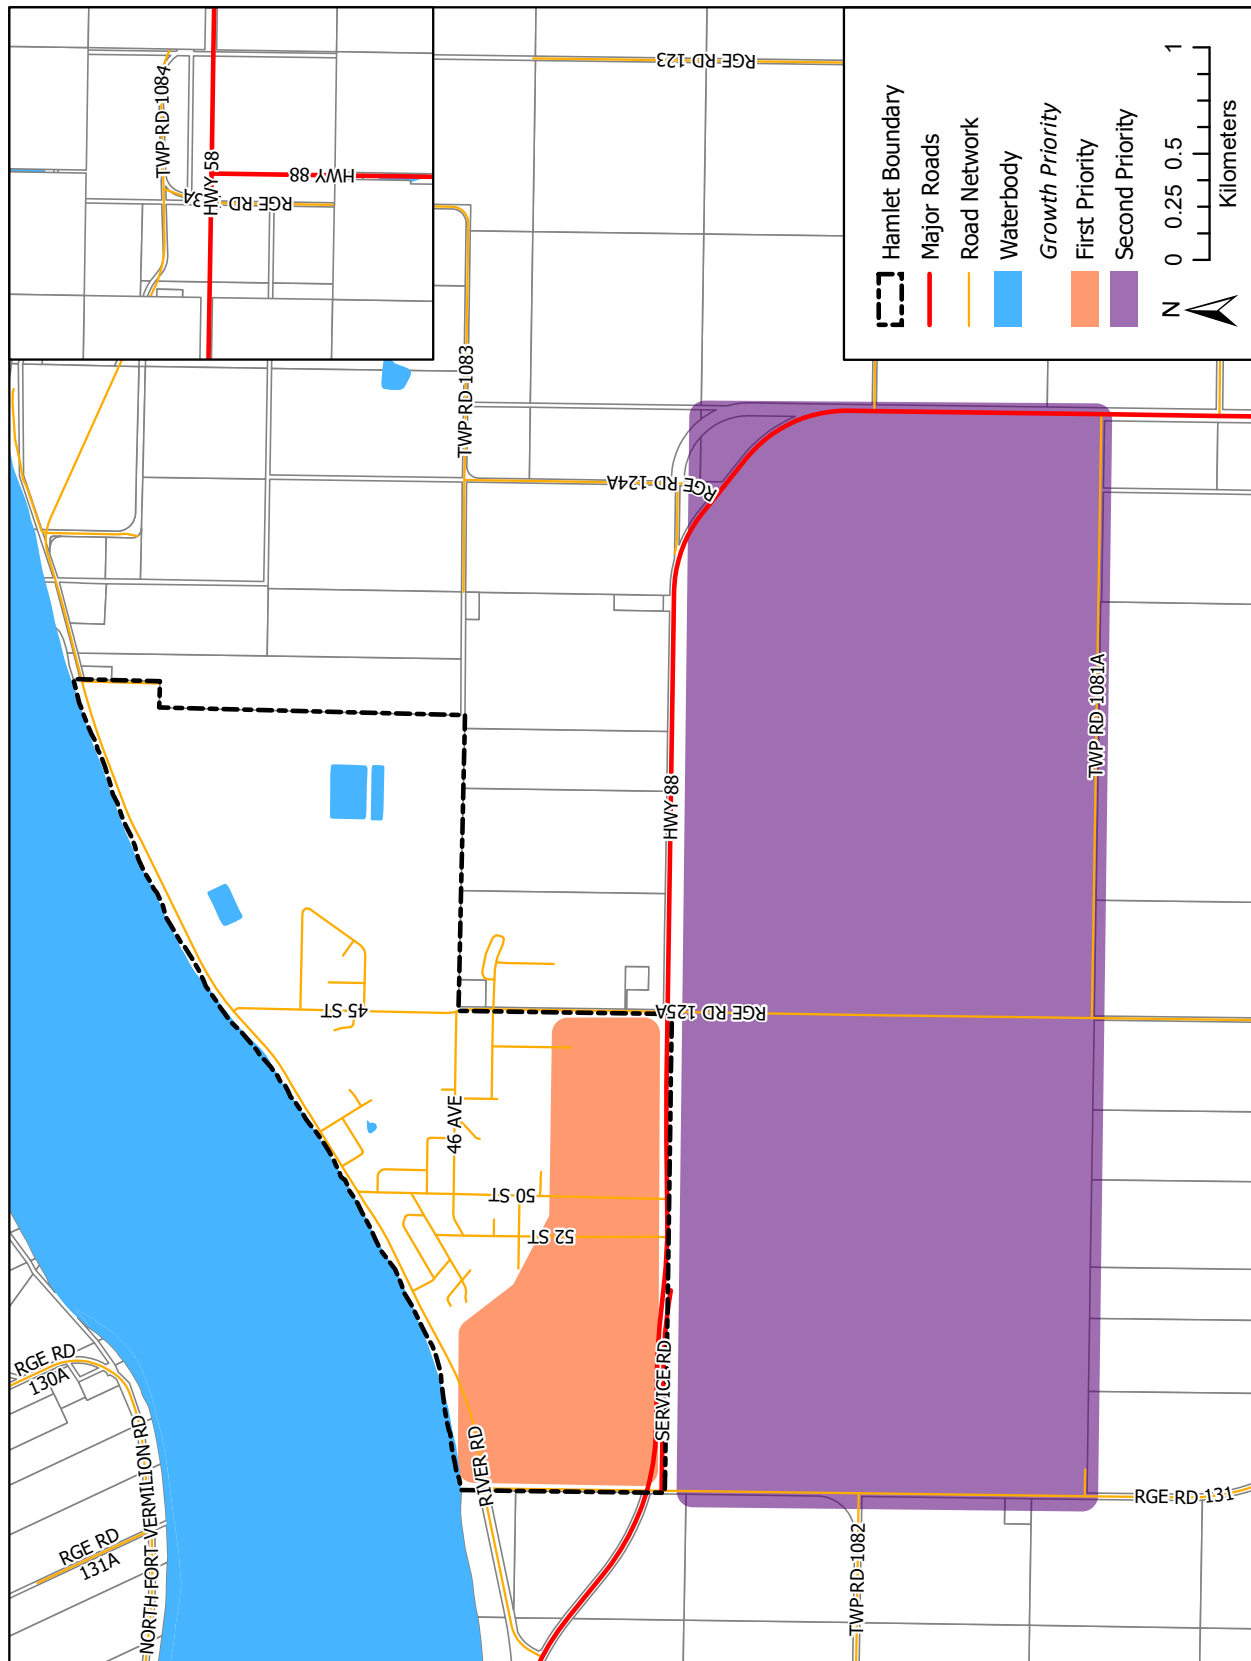 TWP RD 1084
HWY 58
HWY 88
RGE RD
3A
RGE RD 123
TWP RD 1083
RGE RD 124A
HWY 88
TWP RD 1081A
RGE RD 125A
45 ST
46 AVE
50 ST
52 ST
SERVICE RD
RIVER RD
RGE RD
130A
NORTH FORT VERMILION RD
RGE RD
131A
TWP RD 1082
RGE RD 131
Hamlet Boundary
Major Roads
Road Network
Waterbody
Growth Priority
First Priority
Second Priority
N
0 0.25 0.5 1
Kilometers